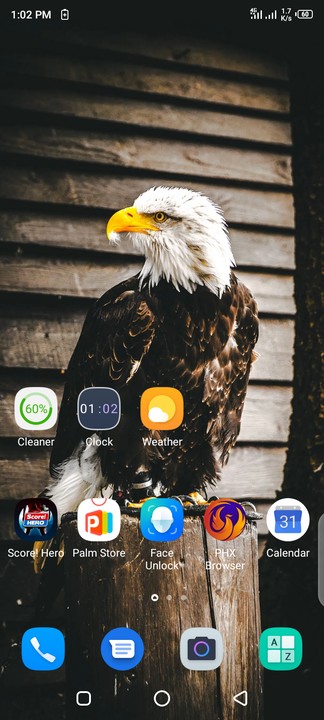 1:02 PM
4G
1.7
K/s
60
60%
01:02
Cleaner
Clock
Weather
Score!
HERO
31
Score! Hero
Palm Store
Face
Unlock
PHX
Browser
Calendar
A
Z